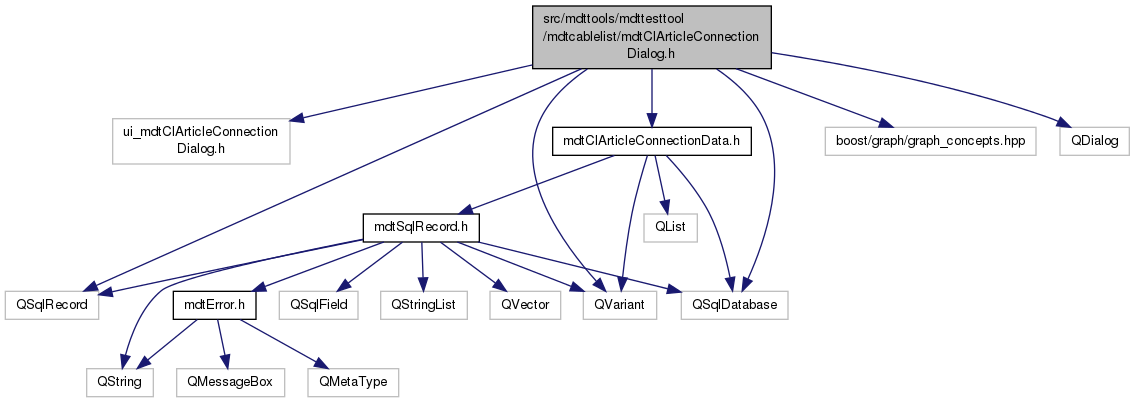 src/mdttools/mdttesttool
/mdtcablelist/mdtClArticleConnection
Dialog.h
ui_mdtClArticleConnection
Dialog.h
mdtClArticleConnectionData.h
boost/graph/graph_concepts.hpp
QDialog
mdtSqlRecord.h
QList
QSqlRecord
mdtError.h
QSqlField
QStringList
QVector
QVariant
QSqlDatabase
QString
QMessageBox
QMetaType